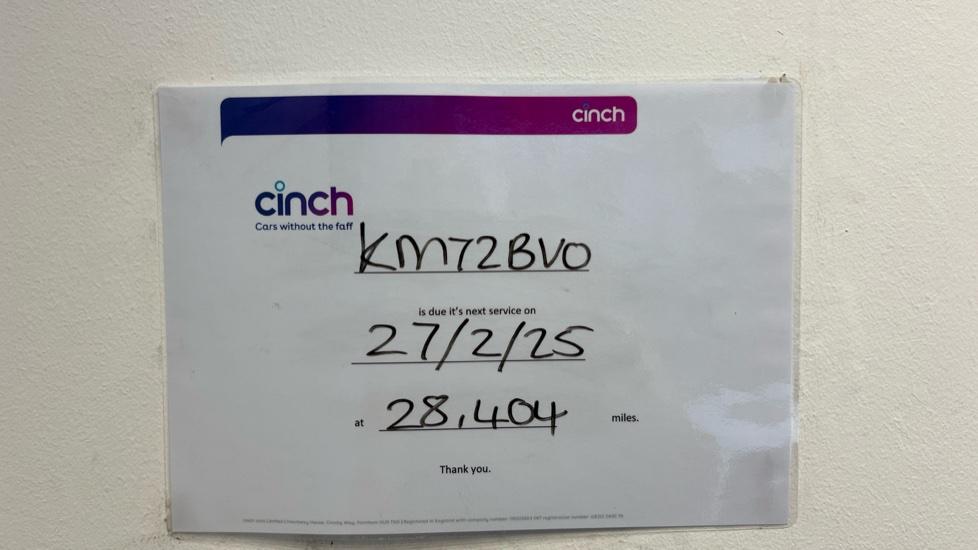 cinch
cinch
Cars without the faff
KM72BVO
is due it's next service on
27/2/25
at 28,404 miles.
Thank you.